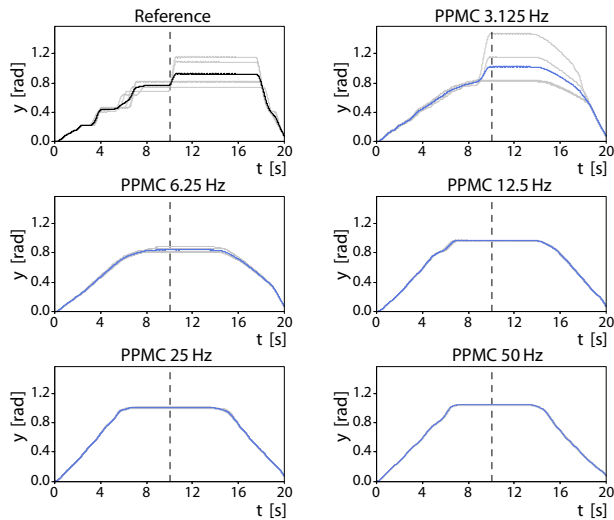 Reference
y [rad]
1.2
0.8
0.4
0.0
0 4 8 12 16 20
t [s]
PPMC 3.125 Hz
y [rad]
1.2
0.8
0.4
0.0
0 4 8 12 16 20
t [s]
PPMC 6.25 Hz
y [rad]
1.2
0.8
0.4
0.0
0 4 8 12 16 20
t [s]
PPMC 12.5 Hz
y [rad]
1.2
0.8
0.4
0.0
0 4 8 12 16 20
t [s]
PPMC 25 Hz
y [rad]
1.2
0.8
0.4
0.0
0 4 8 12 16 20
t [s]
PPMC 50 Hz
y [rad]
1.2
0.8
0.4
0.0
0 4 8 12 16 20
t [s]